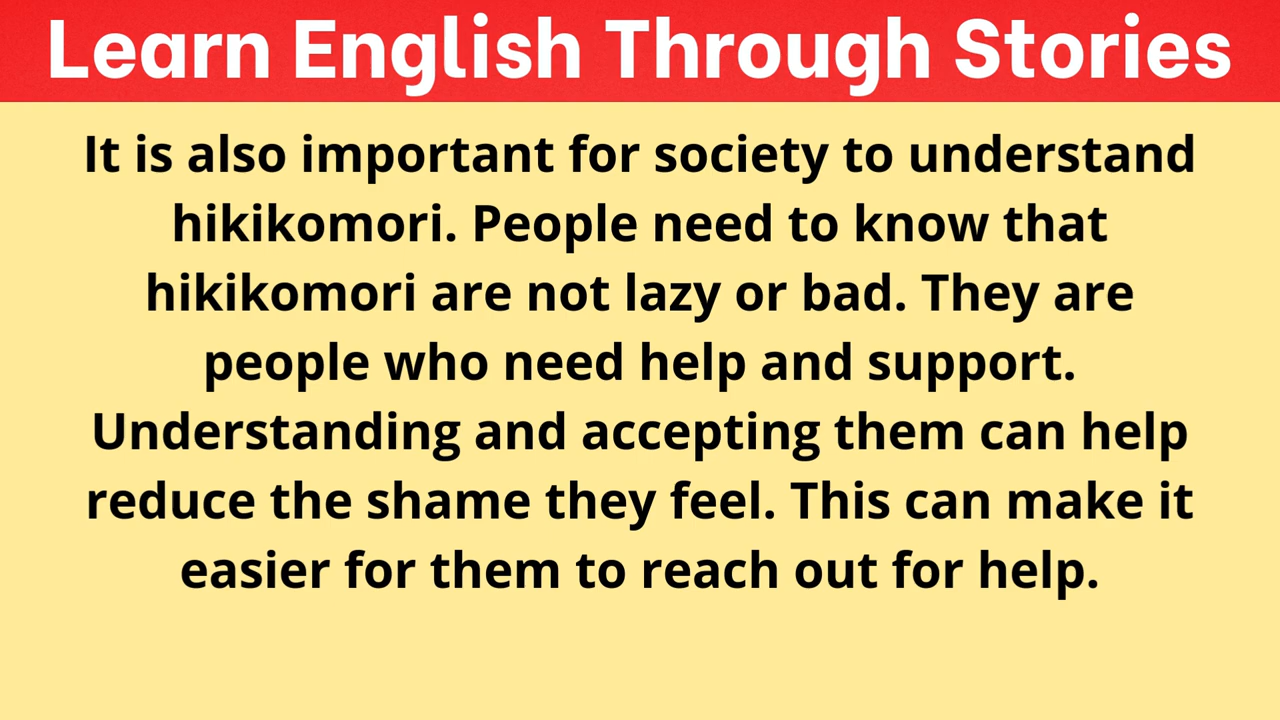 Learn English Through Stories
It is also important for society to understand
hikikomori. People need to know that
hikikomori are not lazy or bad. They are
people who need help and support.
Understanding and accepting them can help
reduce the shame they feel. This can make it
easier for them to reach out for help.